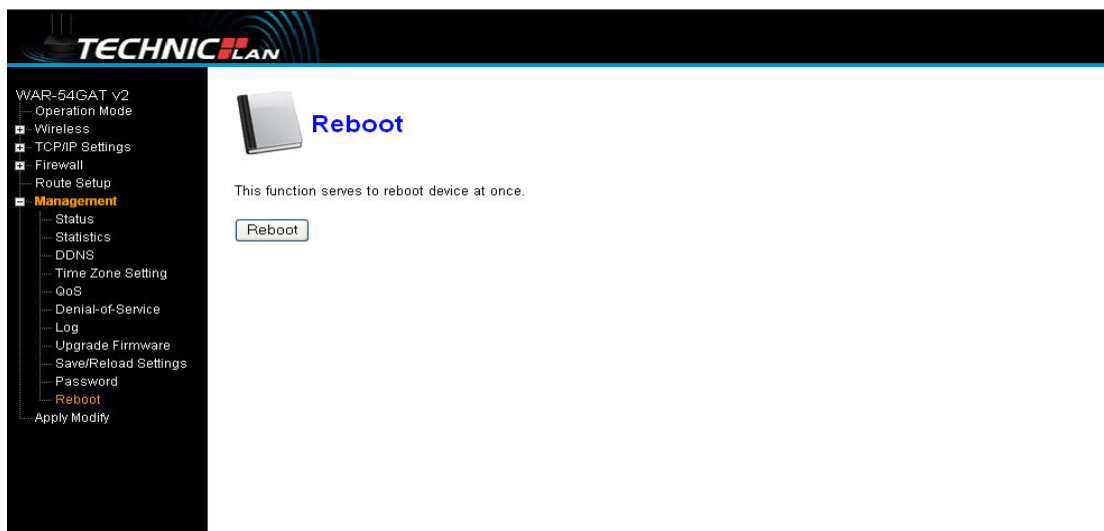 TECHNIC LAN
WAR-54GAT v2
Operation Mode
Wireless
TCP/IP Settings
Firewall
Route Setup
Management
Status
Statistics
DDNS
Time Zone Setting
QoS
Denial-of-Service
Log
Upgrade Firmware
Save/Reload Settings
Password
Reboot
Apply Modify
Reboot
This function serves to reboot device at once.
Reboot